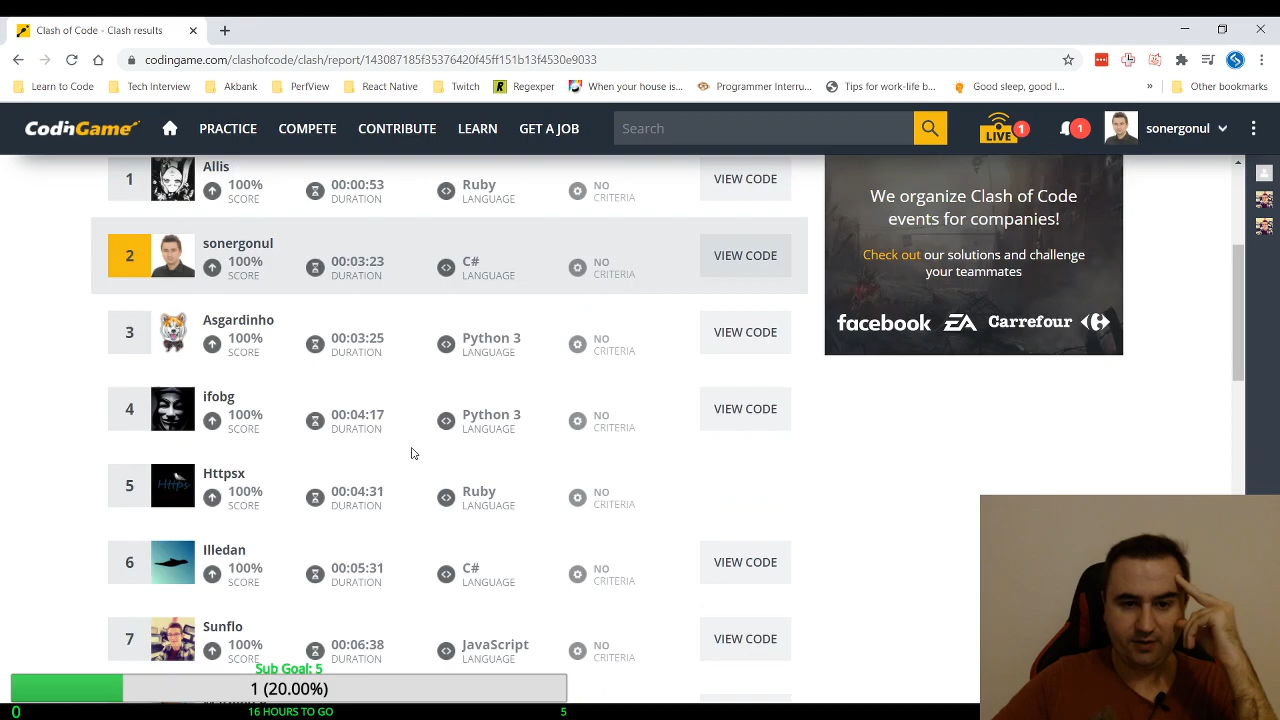 Clash of Code - Clash results
codingame.com/clashofcode/clash/report/143087185f35376420f45ff151b13f4530e9033
Learn to Code Tech Interview Akbank PerfView React Native Twitch Regexper When your house is... Programmer Interru... Tips for work-life b... Good sleep, good l... » Other bookmarks
CODINGAME PRACTICE COMPETE CONTRIBUTE LEARN GET A JOB Search LIVE 1 1 sonergonul
1 Allis 100% SCORE 00:00:53 DURATION Ruby LANGUAGE NO CRITERIA VIEW CODE
2 sonergonul 100% SCORE 00:03:23 DURATION C# LANGUAGE NO CRITERIA VIEW CODE
3 Asgardinho 100% SCORE 00:03:25 DURATION Python 3 LANGUAGE NO CRITERIA VIEW CODE
4 ifobg 100% SCORE 00:04:17 DURATION Python 3 LANGUAGE NO CRITERIA VIEW CODE
5 Httpsx 100% SCORE 00:04:31 DURATION Ruby LANGUAGE NO CRITERIA
6 Illedan 100% SCORE 00:05:31 DURATION C# LANGUAGE NO CRITERIA VIEW CODE
7 Sunflo 100% SCORE 00:06:38 DURATION JavaScript LANGUAGE NO CRITERIA VIEW CODE
We organize Clash of Code
events for companies!
Check out our solutions and challenge
your teammates
facebook EA Carrefour
Sub Goal: 5
1 (20.00%)
0 16 HOURS TO GO 5